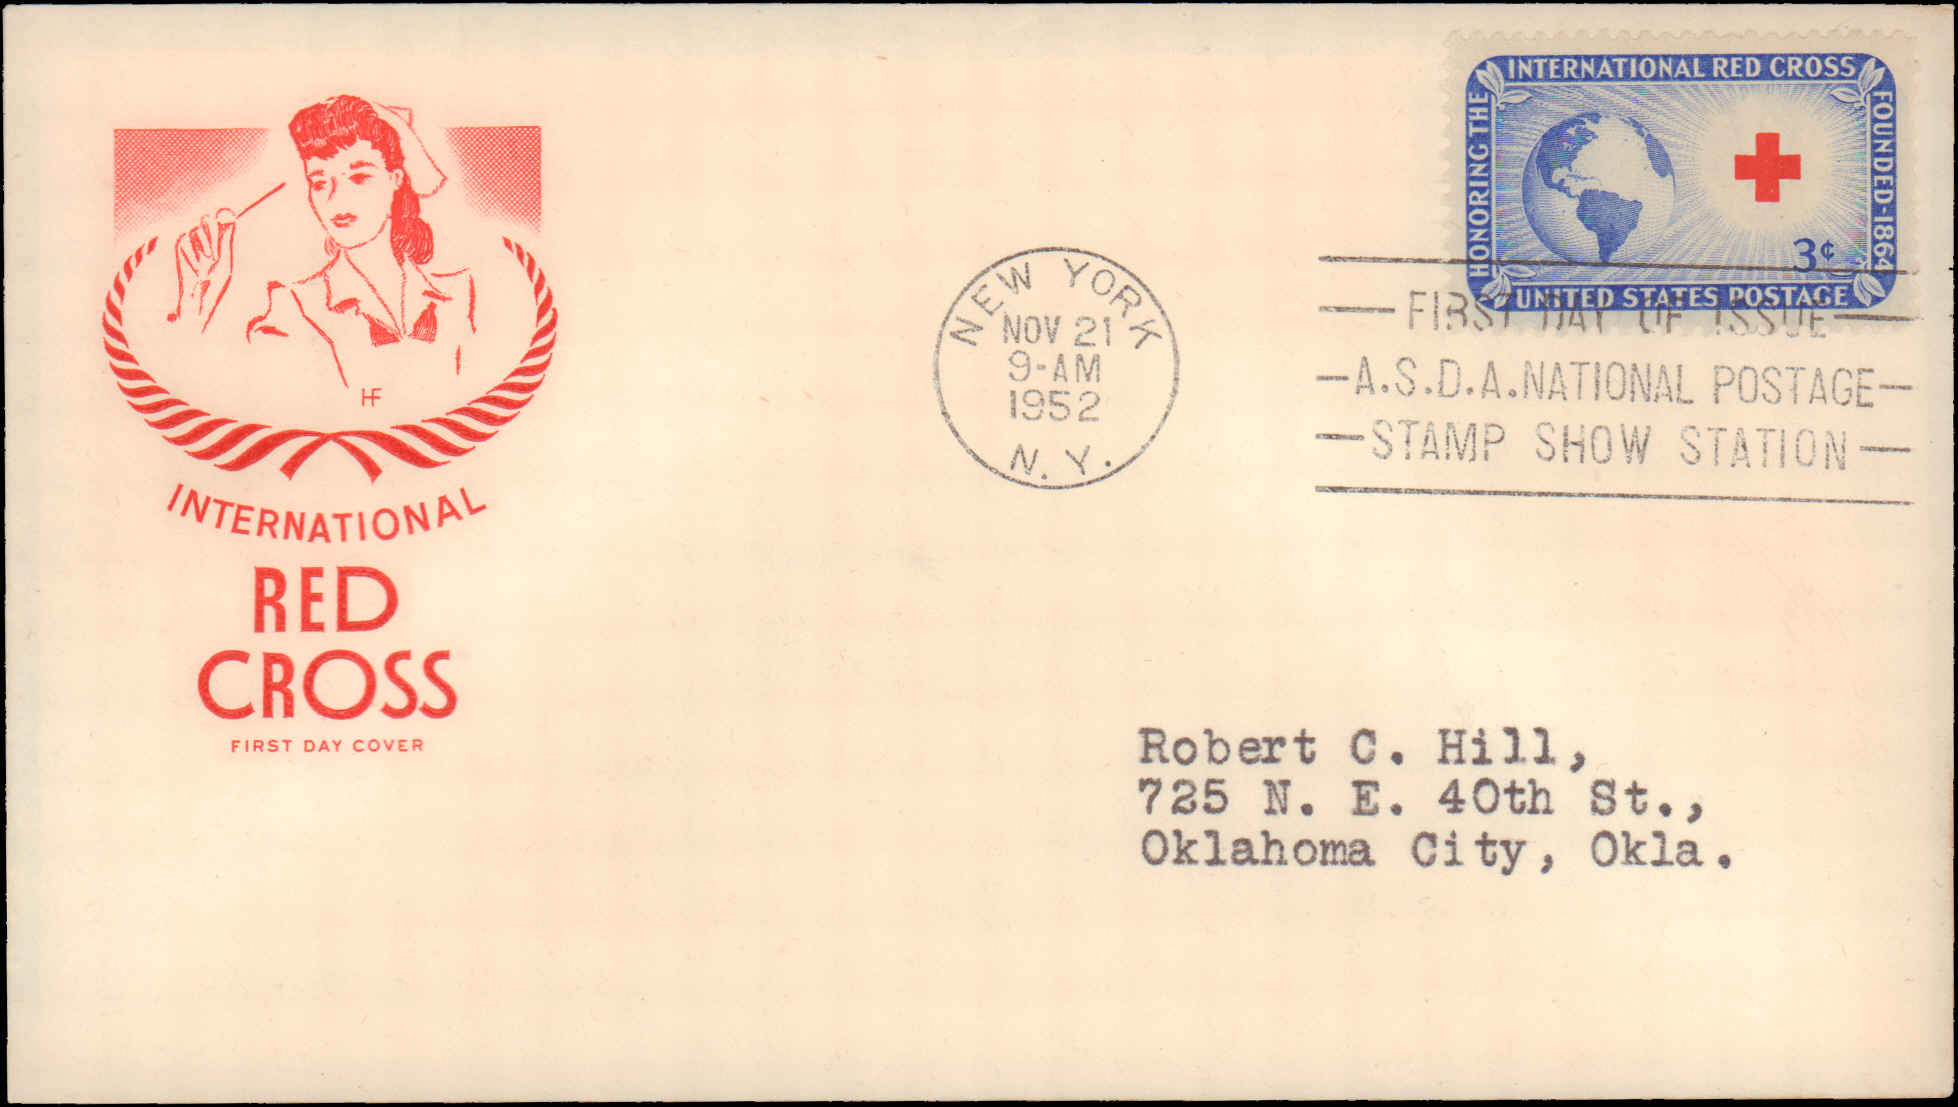 HF
INTERNATIONAL
RED
CROSS
FIRST DAY COVER
NEW YORK
NOV 21
9-AM
1952
N.Y.
HONORING THE
INTERNATIONAL RED CROSS
FOUNDED-1864
3¢
UNITED STATES POSTAGE
FIRST DAY OF ISSUE
A.S.D.A. NATIONAL POSTAGE
STAMP SHOW STATION
Robert C. Hill,
725 N. E. 40th St.,
Oklahoma City, Okla.